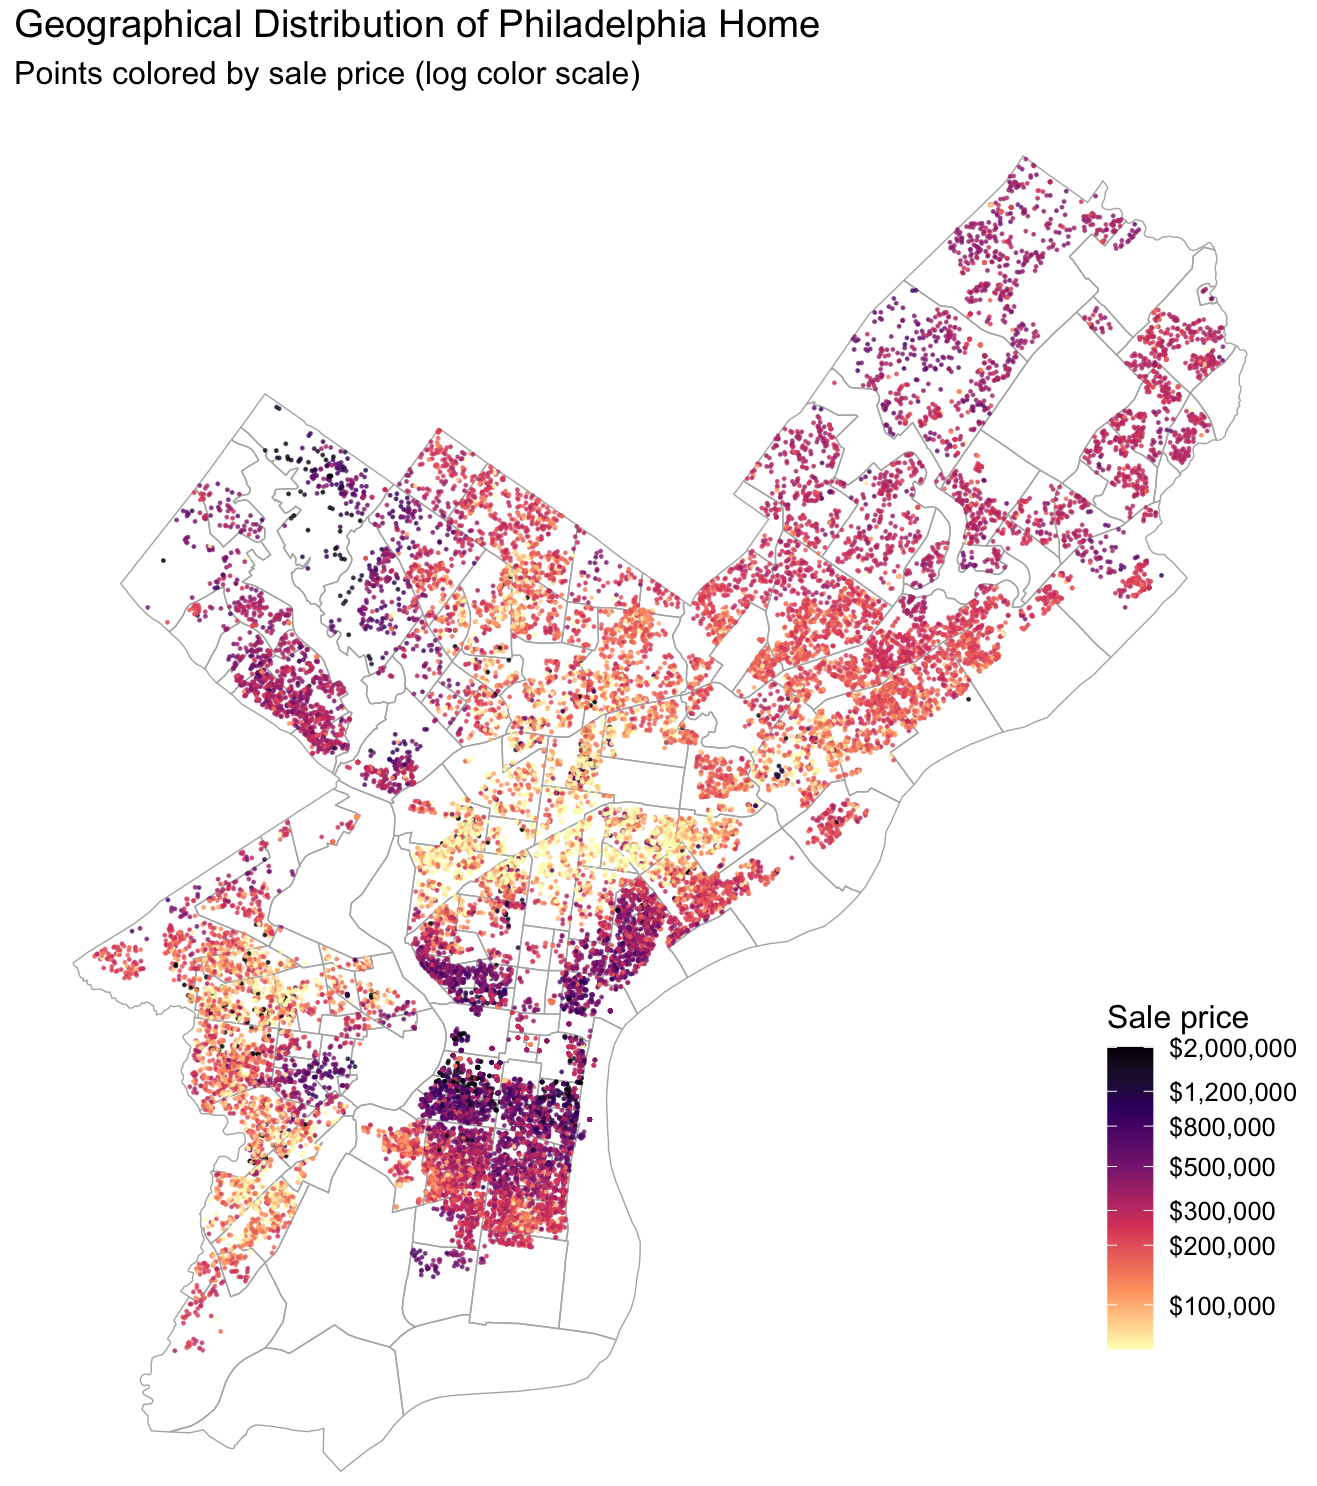 Geographical Distribution of Philadelphia Home
Points colored by sale price (log color scale)
Sale price
$2,000,000
$1,200,000
$800,000
$500,000
$300,000
$200,000
$100,000